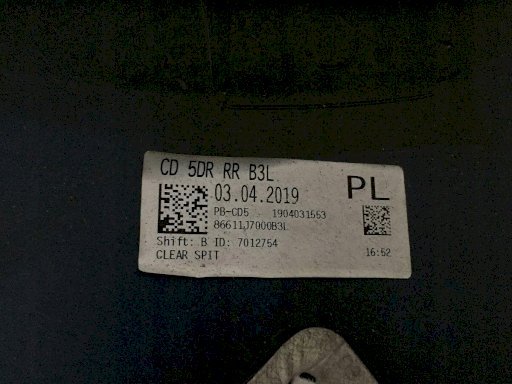 CD 5DR RR B3L
03.04.2019
PL
PB-CD5 1904031553
86611J7000B3L
Shift: B ID: 7012754
CLEAR SPIT
16:52